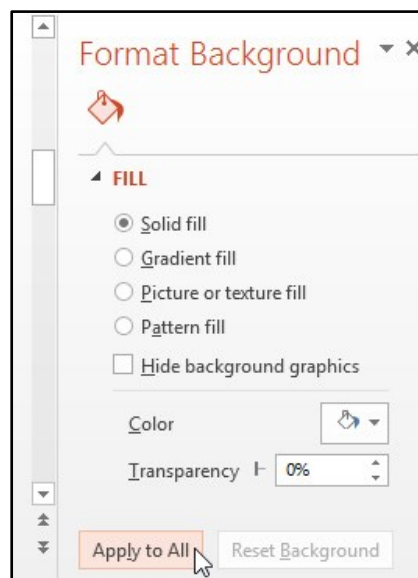 Format Background
FILL
Solid fill
Gradient fill
Picture or texture fill
Pattern fill
Hide background graphics
Color
Transparency 0%
Apply to All Reset Background